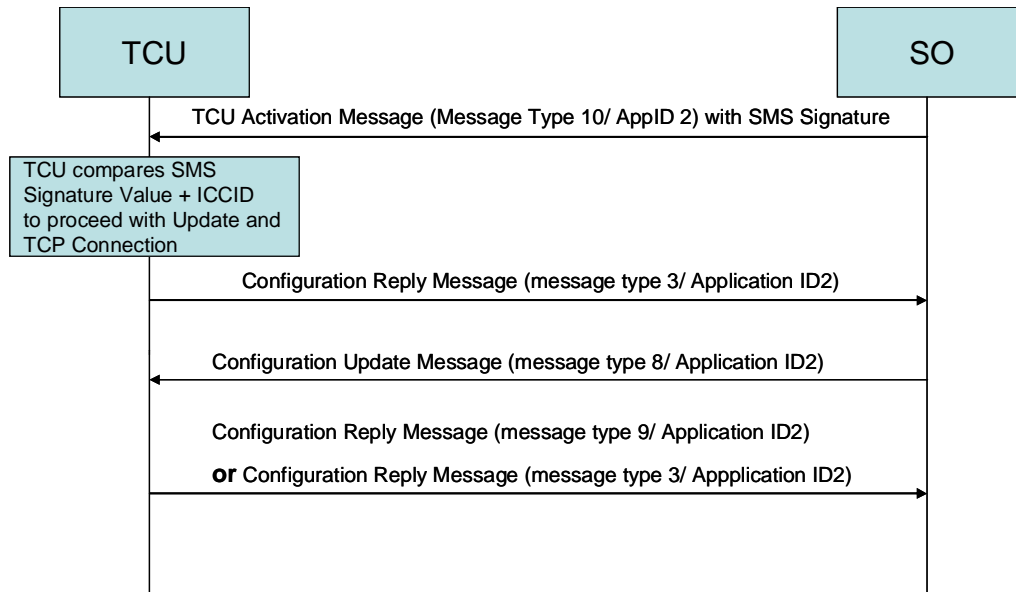 TCU
SO
TCU Activation Message (Message Type 10/ AppID 2) with SMS Signature
TCU compares SMS
Signature Value + ICCID
to proceed with Update and
TCP Connection
Configuration Reply Message (message type 3/ Application ID2)
Configuration Update Message (message type 8/ Application ID2)
Configuration Reply Message (message type 9/ Application ID2)
or Configuration Reply Message (message type 3/ Appplication ID2)